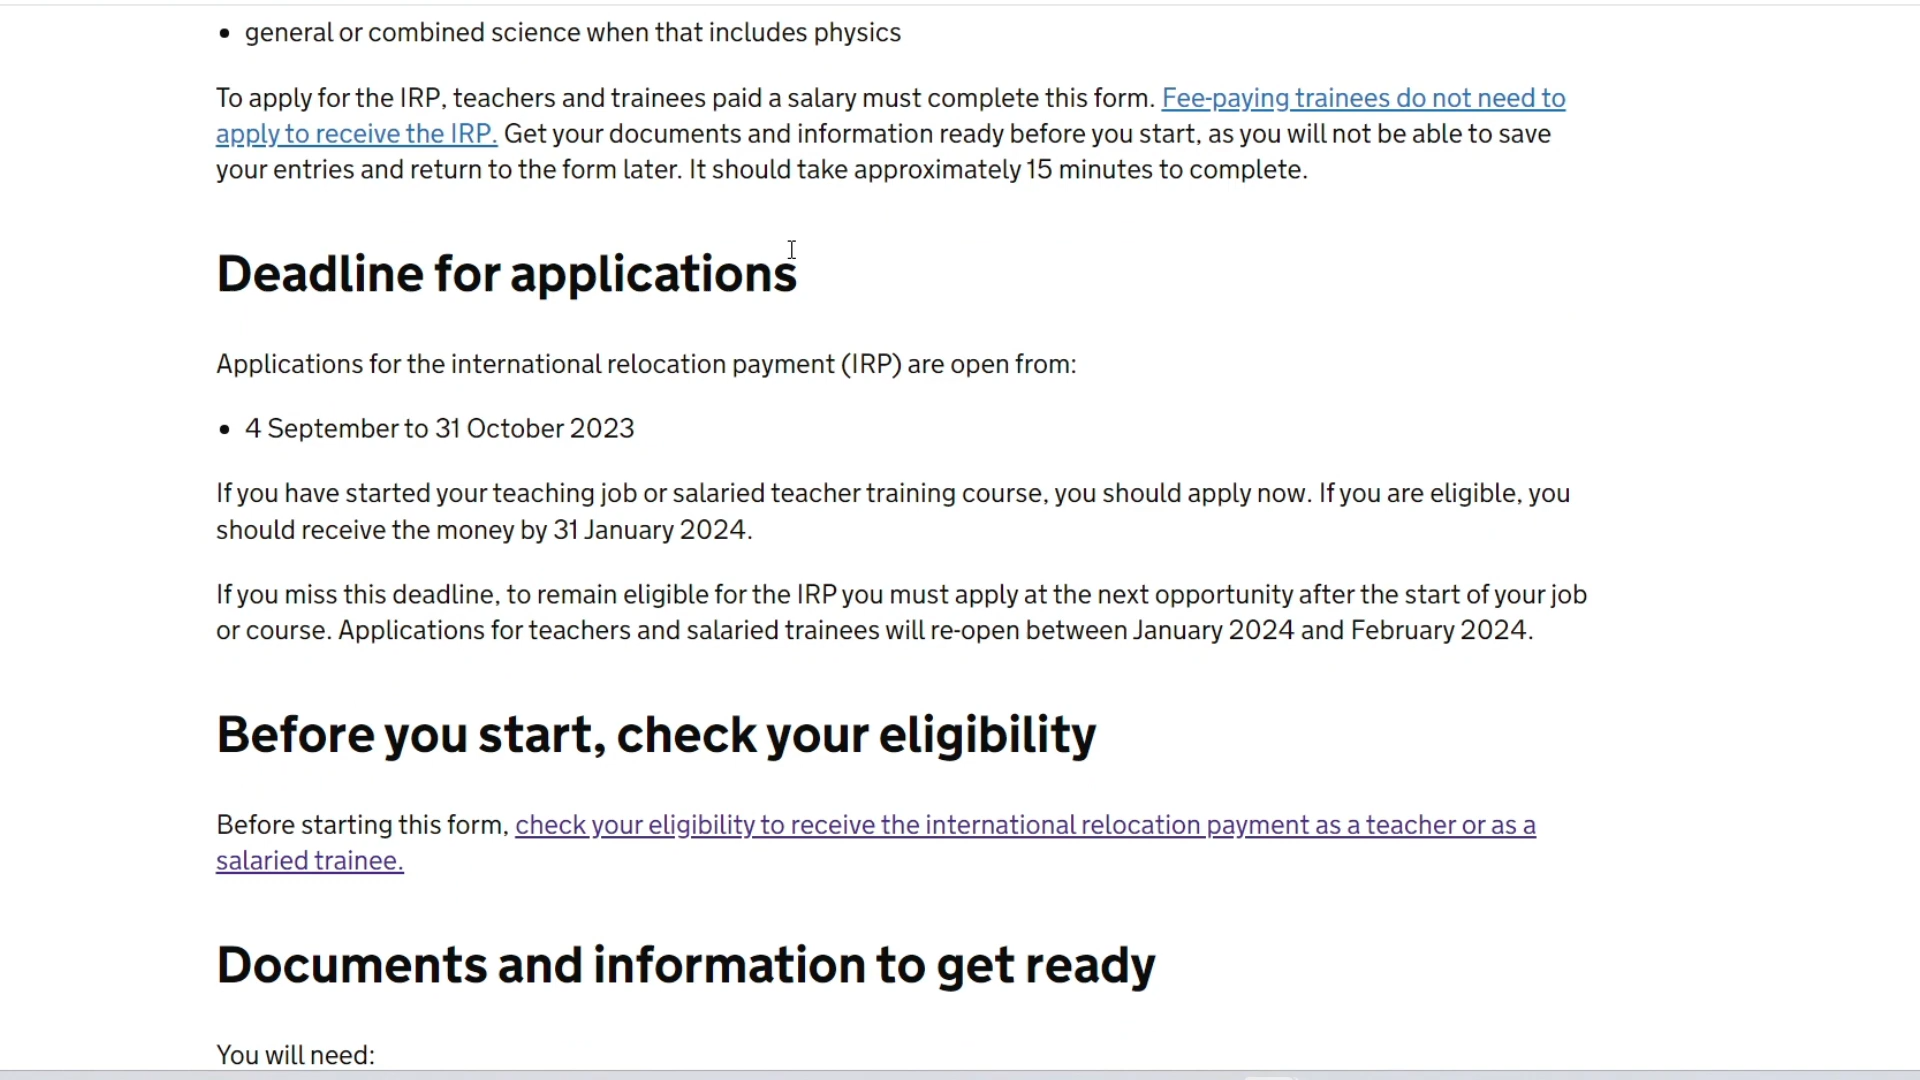 general or combined science when that includes physics
To apply for the IRP, teachers and trainees paid a salary must complete this form. Fee-paying trainees do not need to
apply to receive the IRP. Get your documents and information ready before you start, as you will not be able to save
your entries and return to the form later. It should take approximately 15 minutes to complete.
Deadline for applications
Applications for the international relocation payment (IRP) are open from:
4 September to 31 October 2023
If you have started your teaching job or salaried teacher training course, you should apply now. If you are eligible, you
should receive the money by 31 January 2024.
If you miss this deadline, to remain eligible for the IRP you must apply at the next opportunity after the start of your job
or course. Applications for teachers and salaried trainees will re-open between January 2024 and February 2024.
Before you start, check your eligibility
Before starting this form, check your eligibility to receive the international relocation payment as a teacher or as a
salaried trainee.
Documents and information to get ready
You will need: